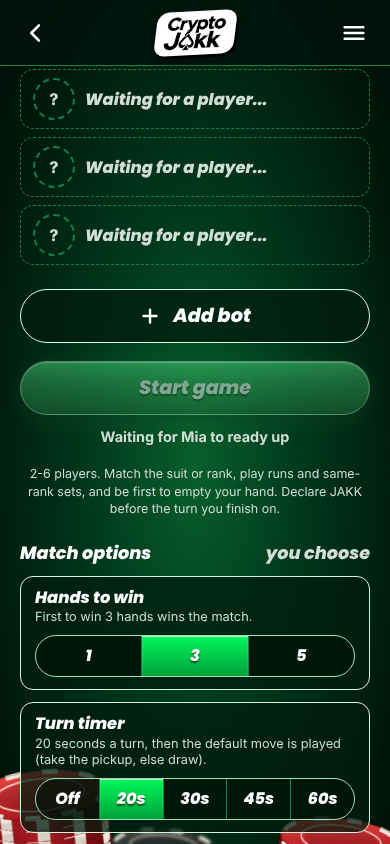 Crypto
Jakk
? Waiting for a player...
? Waiting for a player...
? Waiting for a player...
+ Add bot
Start game
Waiting for Mia to ready up
2-6 players. Match the suit or rank, play runs and same-
rank sets, and be first to empty your hand. Declare JAKK
before the turn you finish on.
Match options you choose
Hands to win
First to win 3 hands wins the match.
1 3 5
Turn timer
20 seconds a turn, then the default move is played
(take the pickup, else draw).
Off 20s 30s 45s 60s